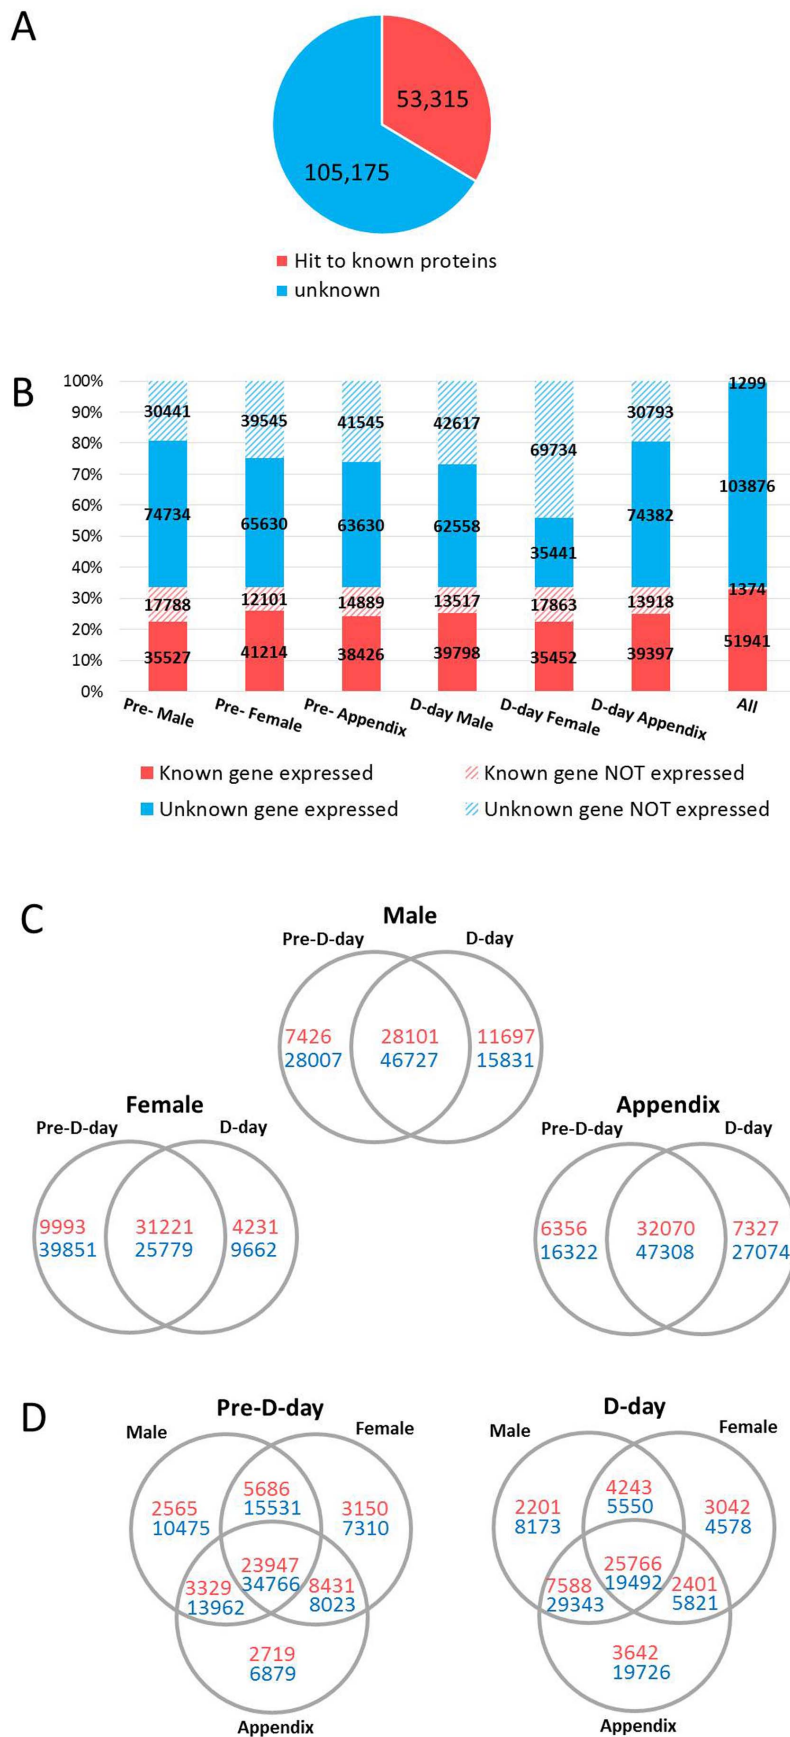 A
53,315
105,175
Hit to known proteins
unknown
B
100%
90%
80%
70%
60%
50%
40%
30%
20%
10%
0%
30441 39545 41545 42617 69734 30793 1299
74734 65630 63630 62558 35441 74382 103876
17788 12101 14889 13517 17863 13918 1374
35527 41214 38426 39798 35452 39397 51941
Pre- Male Pre- Female Pre- Appendix D-day Male D-day Female D-day Appendix All
Known gene expressed Known gene NOT expressed
Unknown gene expressed Unknown gene NOT expressed
C
Male
Pre-D-day D-day
7426 28101 11697
28007 46727 15831
Female
Pre-D-day D-day
9993 31221 4231
39851 25779 9662
Appendix
Pre-D-day D-day
6356 32070 7327
16322 47308 27074
D
Pre-D-day
Male Female
5686
15531
2565 3150
10475 7310
23947
34766
3329 8431
13962 8023
2719
6879
Appendix
D-day
Male Female
4243
5550
2201 3042
8173 4578
25766
19492
7588 2401
29343 5821
3642
19726
Appendix